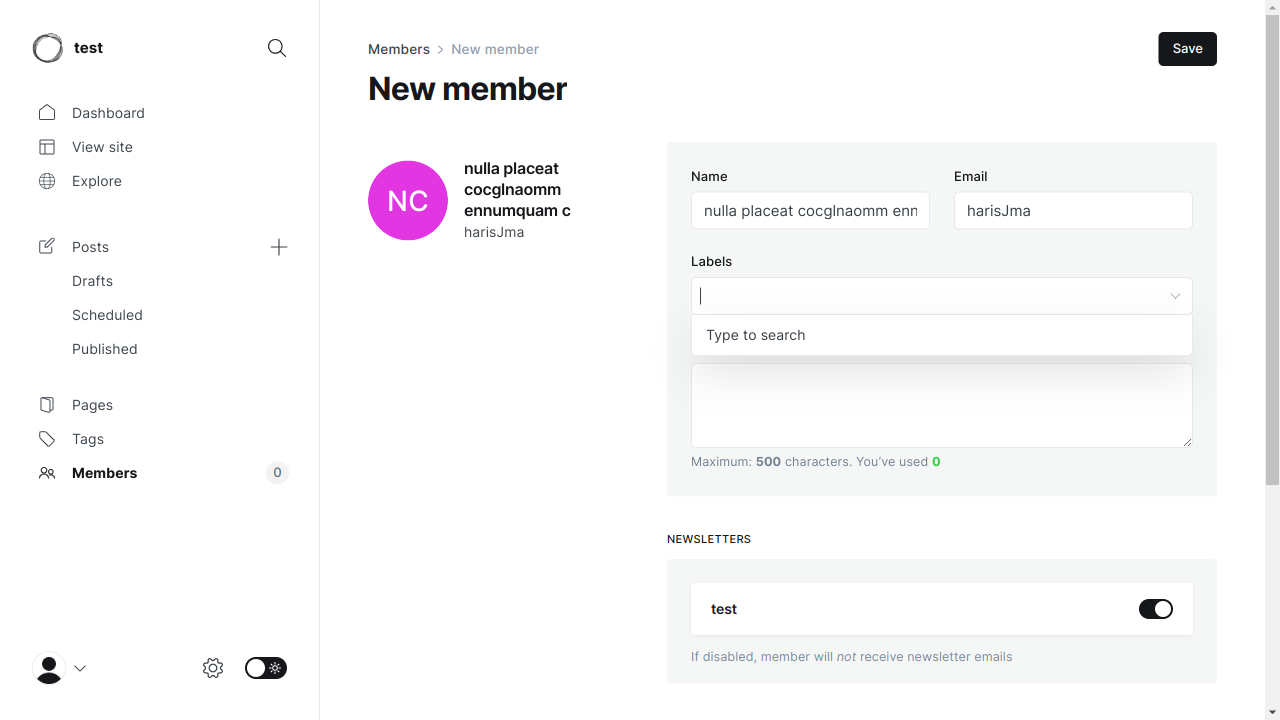 test
Dashboard
View site
Explore
Posts
Drafts
Scheduled
Published
Pages
Tags
Members
0
Members
New member
Save
New member
NC
nulla placeat
cocglnaomm
ennumquam c
harisJma
Name
Email
nulla placeat cocglnaomm enn
harisJma
Labels
Type to search
Maximum: 500 characters. You’ve used 0
NEWSLETTERS
test
If disabled, member will not receive newsletter emails